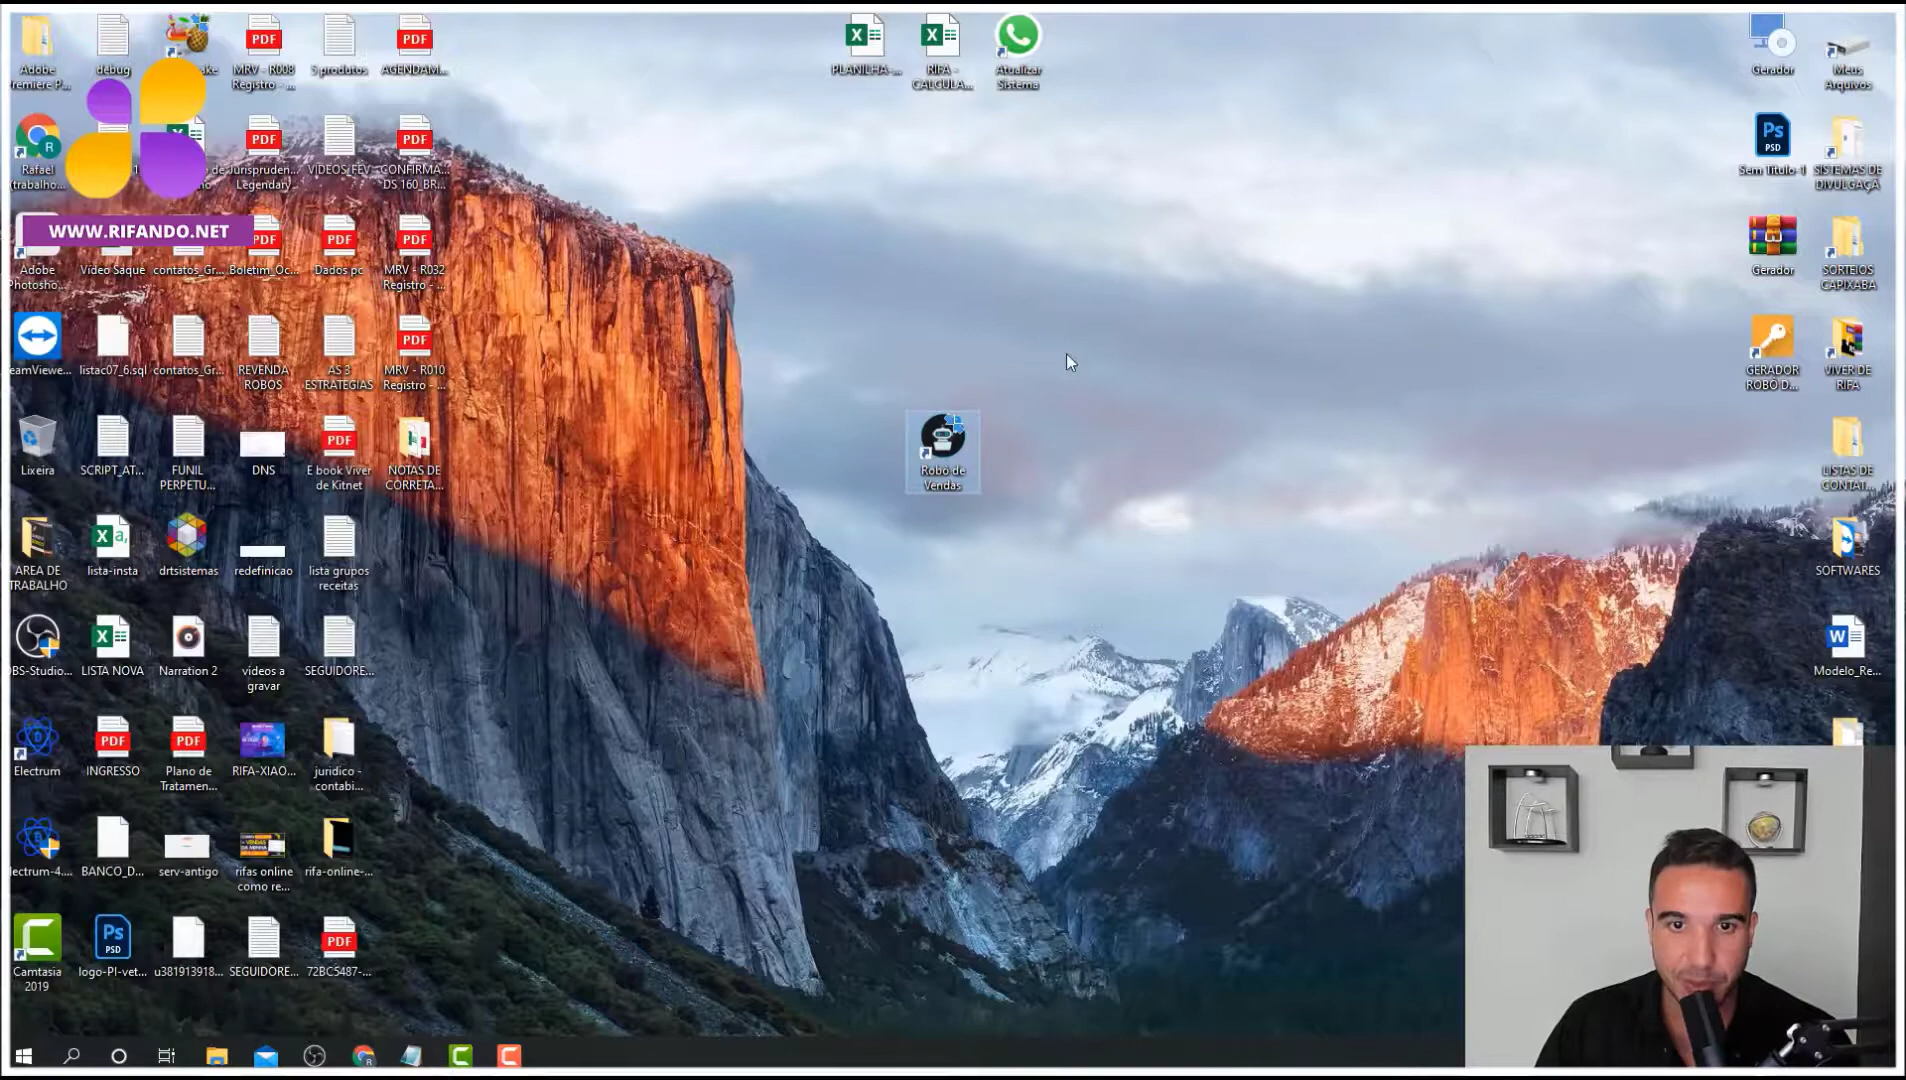 Adobe
remiere P...
debug
MRV - R008
Registro - ...
5 produtos
AGENDAM...
PLANILHA-...
RIFA -
CALCULA...
Atualizar
Sistema
Gerador
Meus
Arquivos
Rafael
(trabalho...
Jurispruden...
Legendary...
VIDEOS_FEV
CONFIRMA...
DS 160_BR...
Sem Título-1
SISTEMAS DE
DIVULGAÇÃ
WWW.RIFANDO.NET
Adobe
Photosho...
Vídeo Saque
contatos_Gr...
Boletim_Oc...
Dados pc
MRV - R032
Registro - ...
Gerador
SORTEIOS
CAPIXABA
eamViewe...
listac07_6.sql
contatos_Gr...
REVENDA
ROBOS
AS 3
ESTRATEGIAS
MRV - R010
Registro - ...
GERADOR
ROBÔ D...
VIVER DE
RIFA
Lixeira
SCRIPT_AT...
FUNIL
PERPETU...
DNS
E book Viver
de Kitnet
NOTAS DE
CORRETA...
Robô de
Vendas
LISTAS DE
CONTAT...
AREA DE
TRABALHO
lista-insta
drtsistemas
redefinicao
lista grupos
receitas
SOFTWARES
BS-Studio...
LISTA NOVA
Narration 2
videos a
gravar
SEGUIDORE...
Modelo_Re...
Electrum
INGRESSO
Plano de
Tratamen...
RIFA-XIAO...
juridico -
contabi...
lectrum-4....
BANCO_D...
serv-antigo
rifas online
como re...
rifa-online-...
Camtasia
2019
logo-PI-vet...
u381913918...
SEGUIDORE...
72BC5487-...